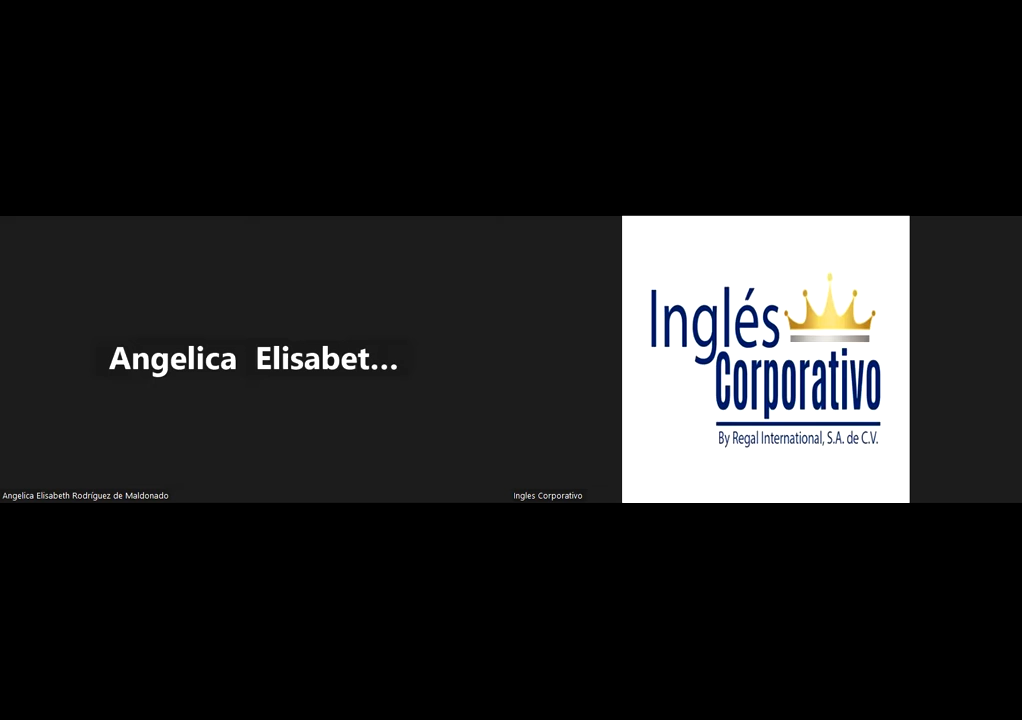 Angelica Elisabet...
Angelica Elisabeth Rodríguez de Maldonado
Inglés
Corporativo
By Regal International, S.A. de C.V.
Ingles Corporativo